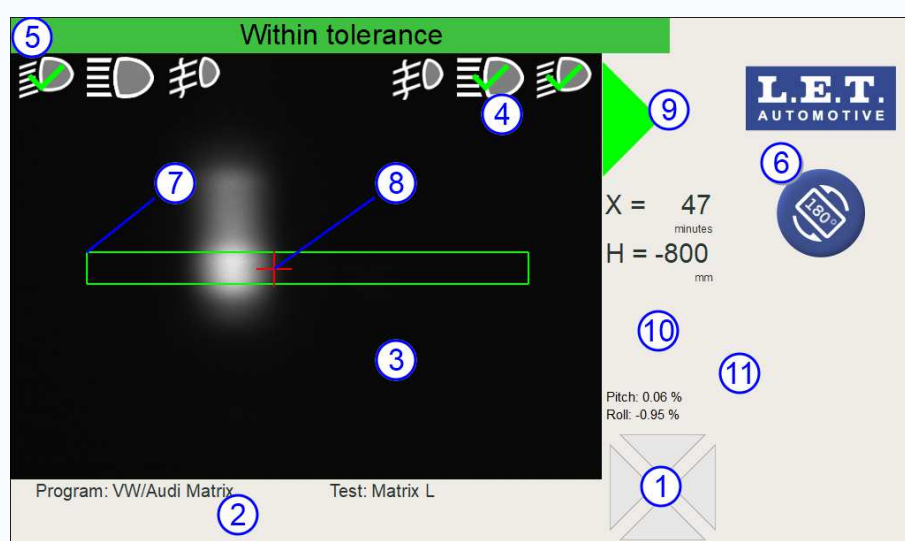 5
Within tolerance
4
9
L.E.T.
AUTOMOTIVE
7
8
6
180°
X = 47
minutes
H = -800
mm
3
10
11
Pitch: 0.06 %
Roll: -0.95 %
1
Program: VW/Audi Matrix
Test: Matrix L
2